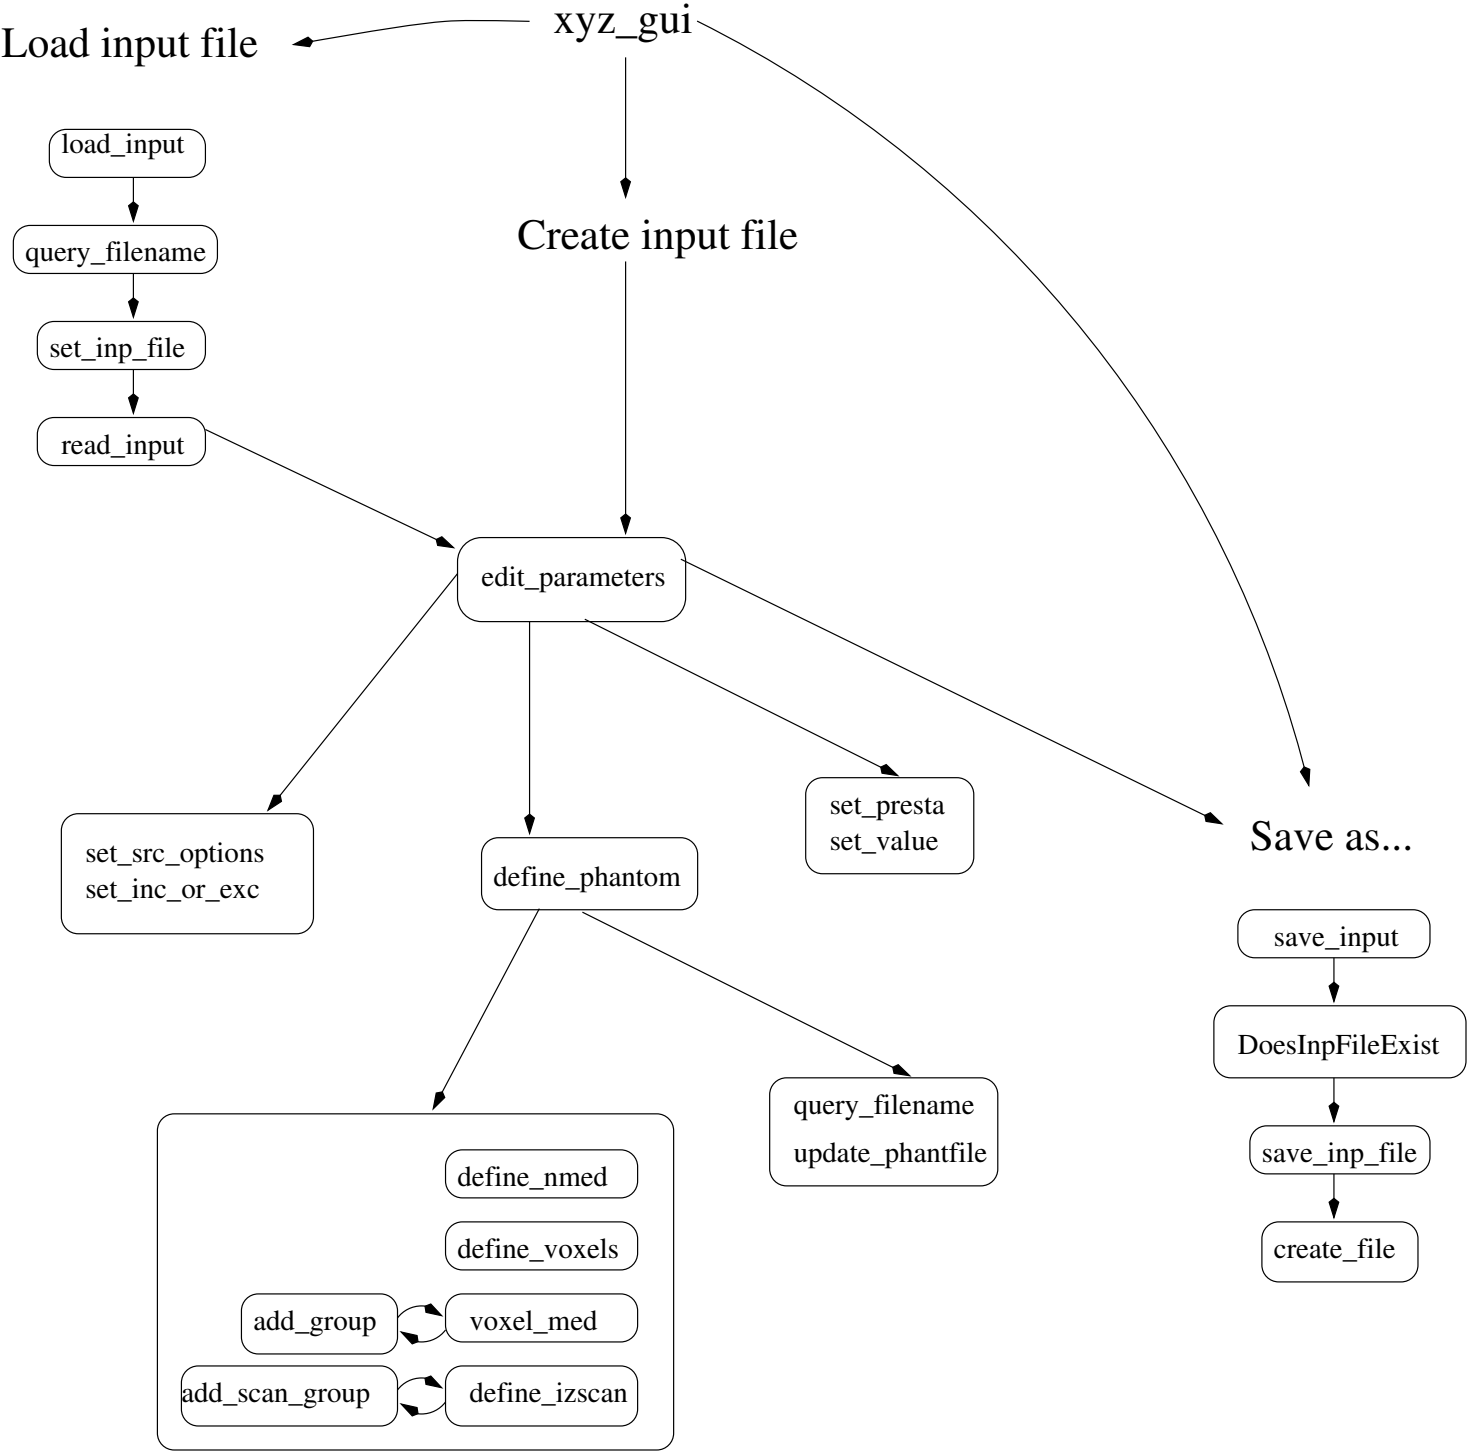 xyz_gui
Load input file
load_input
query_filename
set_inp_file
read_input
Create input file
edit_parameters
set_src_options
set_inc_or_exc
define_phantom
set_presta
set_value
Save as...
save_input
DoesInpFileExist
save_inp_file
create_file
query_filename
update_phantfile
define_nmed
define_voxels
add_group
voxel_med
add_scan_group
define_izscan